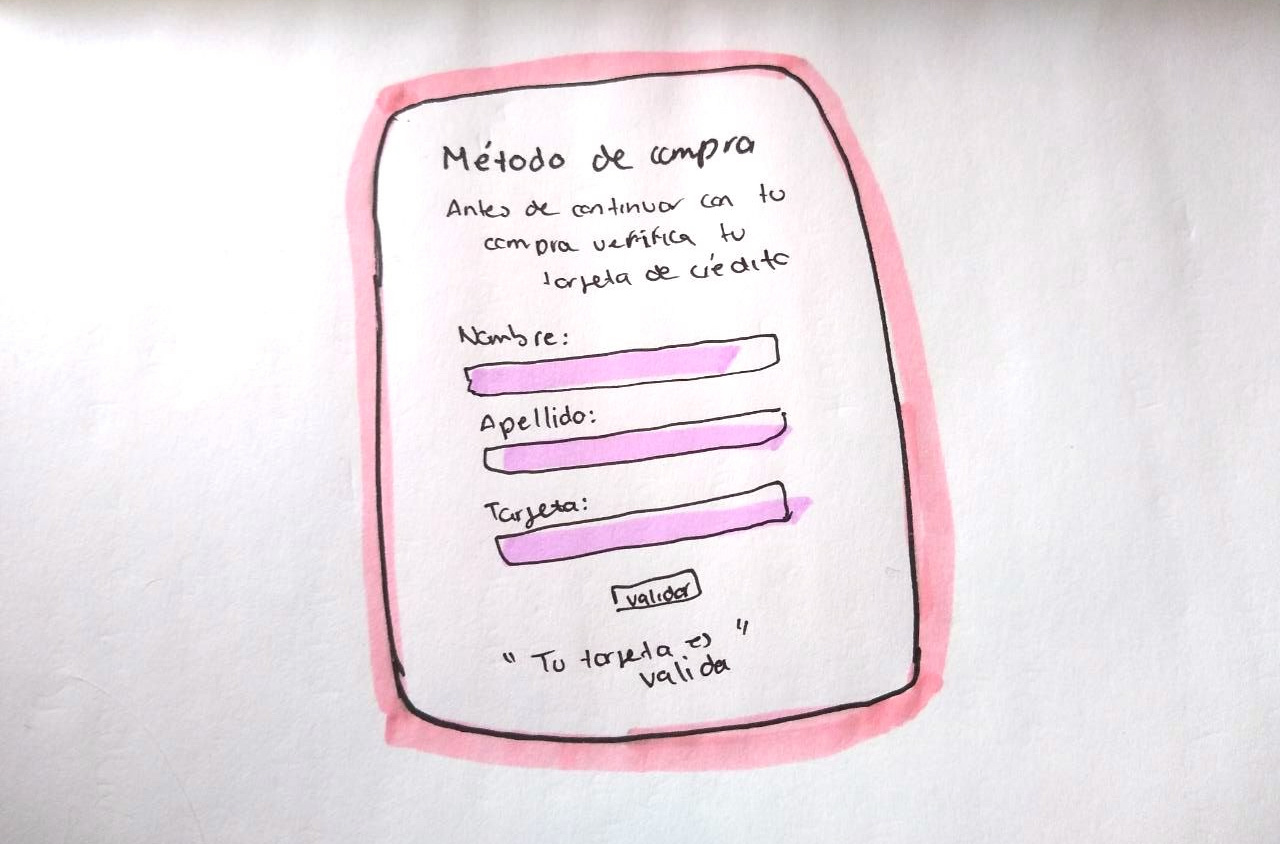 Método de compra
Antes de continuar con tu
compra verifica tu
tarjeta de crédito
Nombre:
Apellido:
Tarjeta:
validar
"Tu tarjeta es"
valida